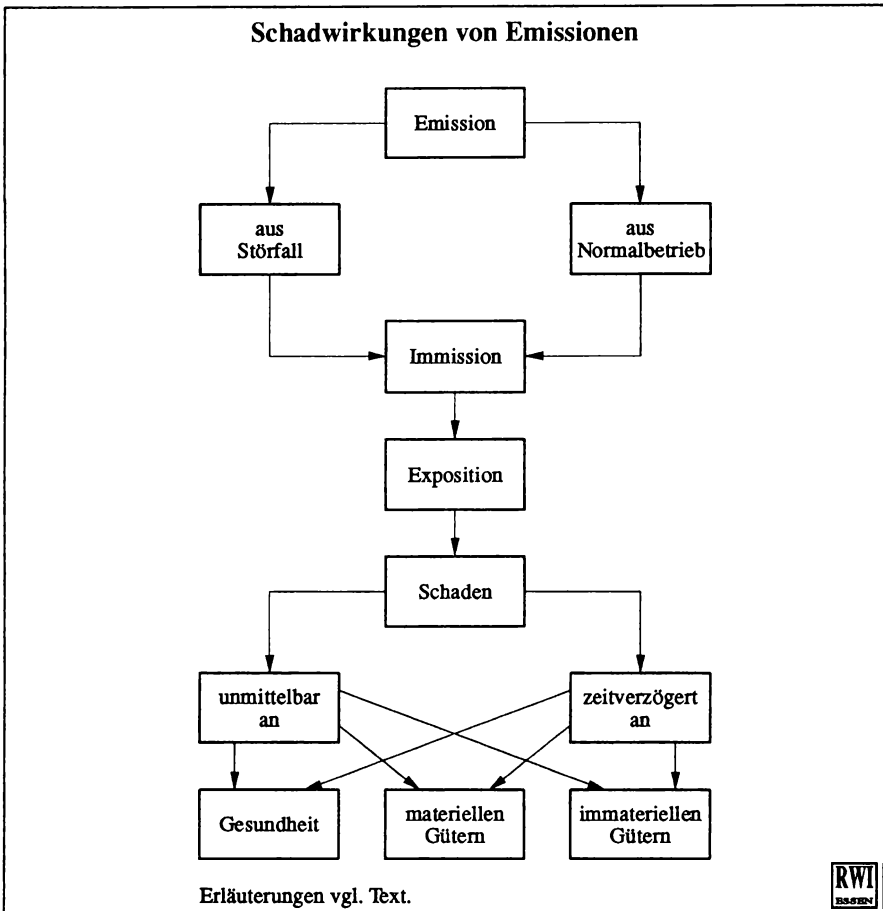 Schadwirkungen von Emissionen
Emission
aus
Störfall
aus
Normalbetrieb
Immission
Exposition
Schaden
unmittelbar
an
zeitverzögert
an
Gesundheit
materiellen
Gütern
immateriellen
Gütern
Erläuterungen vgl. Text.
RWI
ESSEN